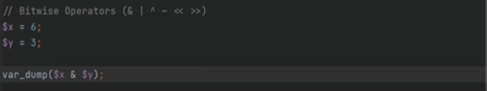 // Bitwise Operators (& | ^ ~ << >>)
$x = 6;
$y = 3;
var_dump($x & $y);